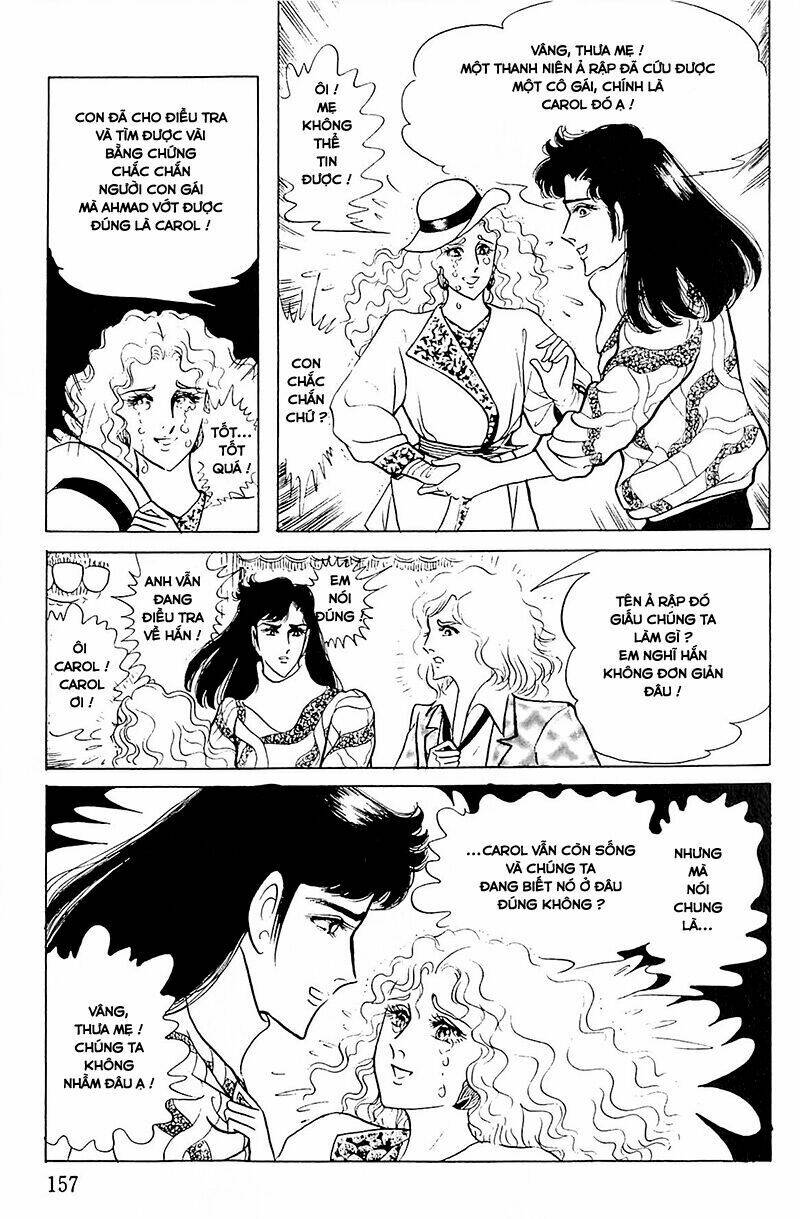 VÂNG, THƯA MẸ !
MỘT THANH NIÊN Ả RẬP ĐÃ CỨU ĐƯỢC
MỘT CÔ GÁI, CHÍNH LÀ
CAROL ĐÓ Ạ !
ÔI !
MẸ
KHÔNG
THỂ
TIN
ĐƯỢC !
CON
CHẮC
CHẮN
CHỨ ?
CON ĐÃ CHO ĐIỀU TRA
VÀ TÌM ĐƯỢC VÀI
BẰNG CHỨNG
CHẮC CHẮN
NGƯỜI CON GÁI
MÀ AHMAD VỚT ĐƯỢC
ĐÚNG LÀ CAROL !
TỐT...
TỐT
QUÁ !
TÊN Ả RẬP ĐÓ
GIẤU CHÚNG TA
LÀM GÌ ?
EM NGHĨ HẮN
KHÔNG ĐƠN GIẢN
ĐÂU !
EM
NÓI
ĐÚNG !
ANH VẪN
ĐANG
ĐIỀU TRA
VỀ HẮN !
ÔI
CAROL !
CAROL
ƠI !
NHƯNG
MÀ
NÓI
CHUNG
LÀ...
...CAROL VẪN CÒN SỐNG
VÀ CHÚNG TA
ĐANG BIẾT NÓ Ở ĐÂU
ĐÚNG KHÔNG ?
VÂNG,
THƯA MẸ !
CHÚNG TA
KHÔNG
NHẦM ĐÂU Ạ !
157